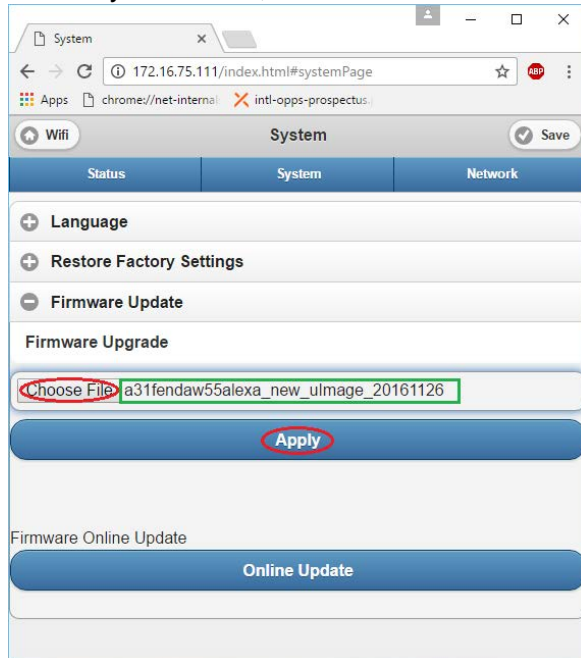 System
172.16.75.111/index.html#systemPage
ABP
Apps chrome://net-internal intl-opps-prospectus.
Wifi System Save
Status System Network
Language
Restore Factory Settings
Firmware Update
Firmware Upgrade
Choose File a31fendaw55alexa_new_uImage_20161126
Apply
Firmware Online Update
Online Update